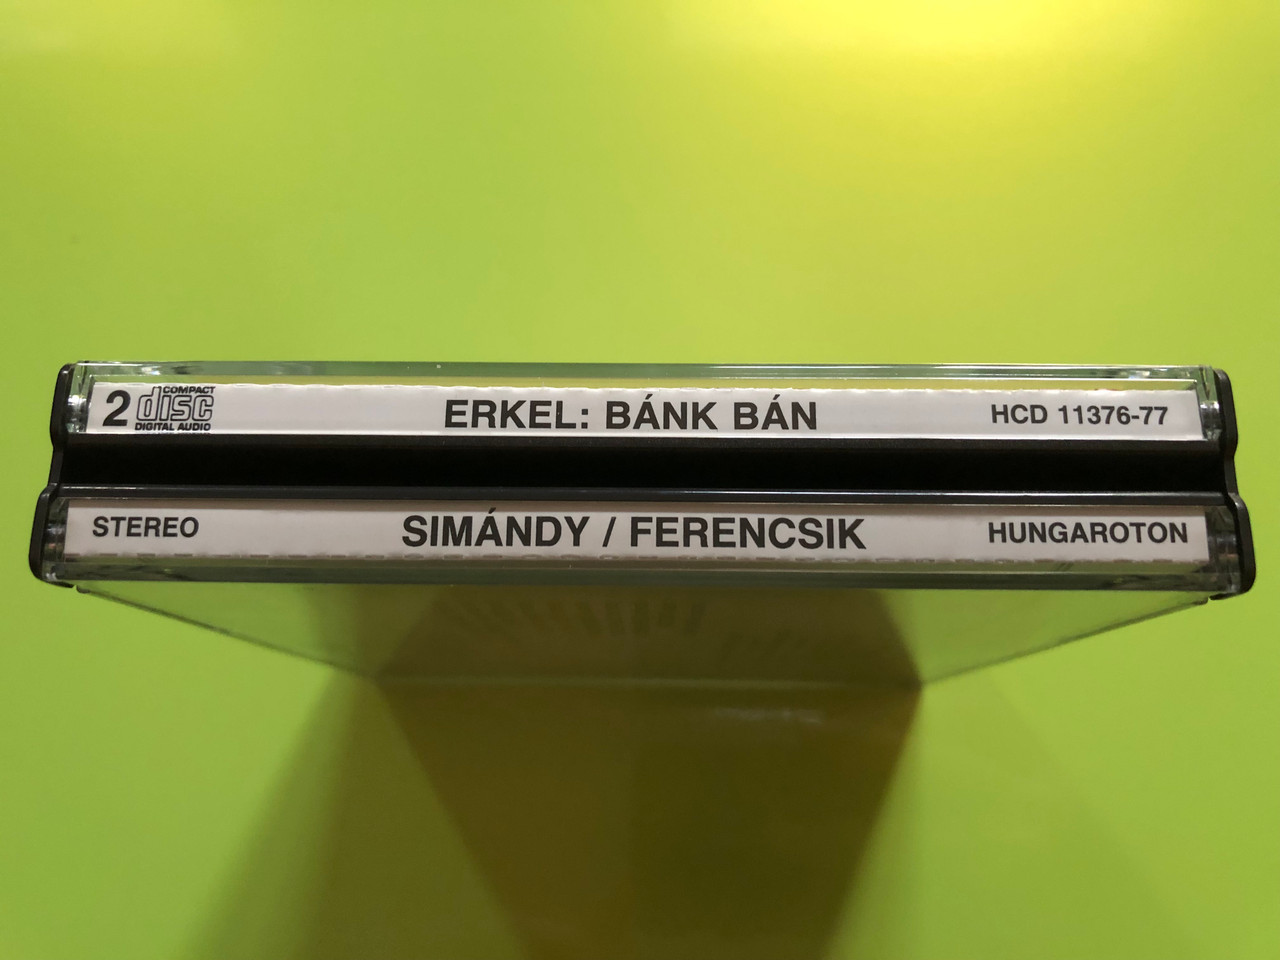 2 COMPACT disc DIGITAL AUDIO ERKEL: BÁNK BÁN HCD 11376-77
STEREO SIMÁNDY / FERENCSIK HUNGAROTON